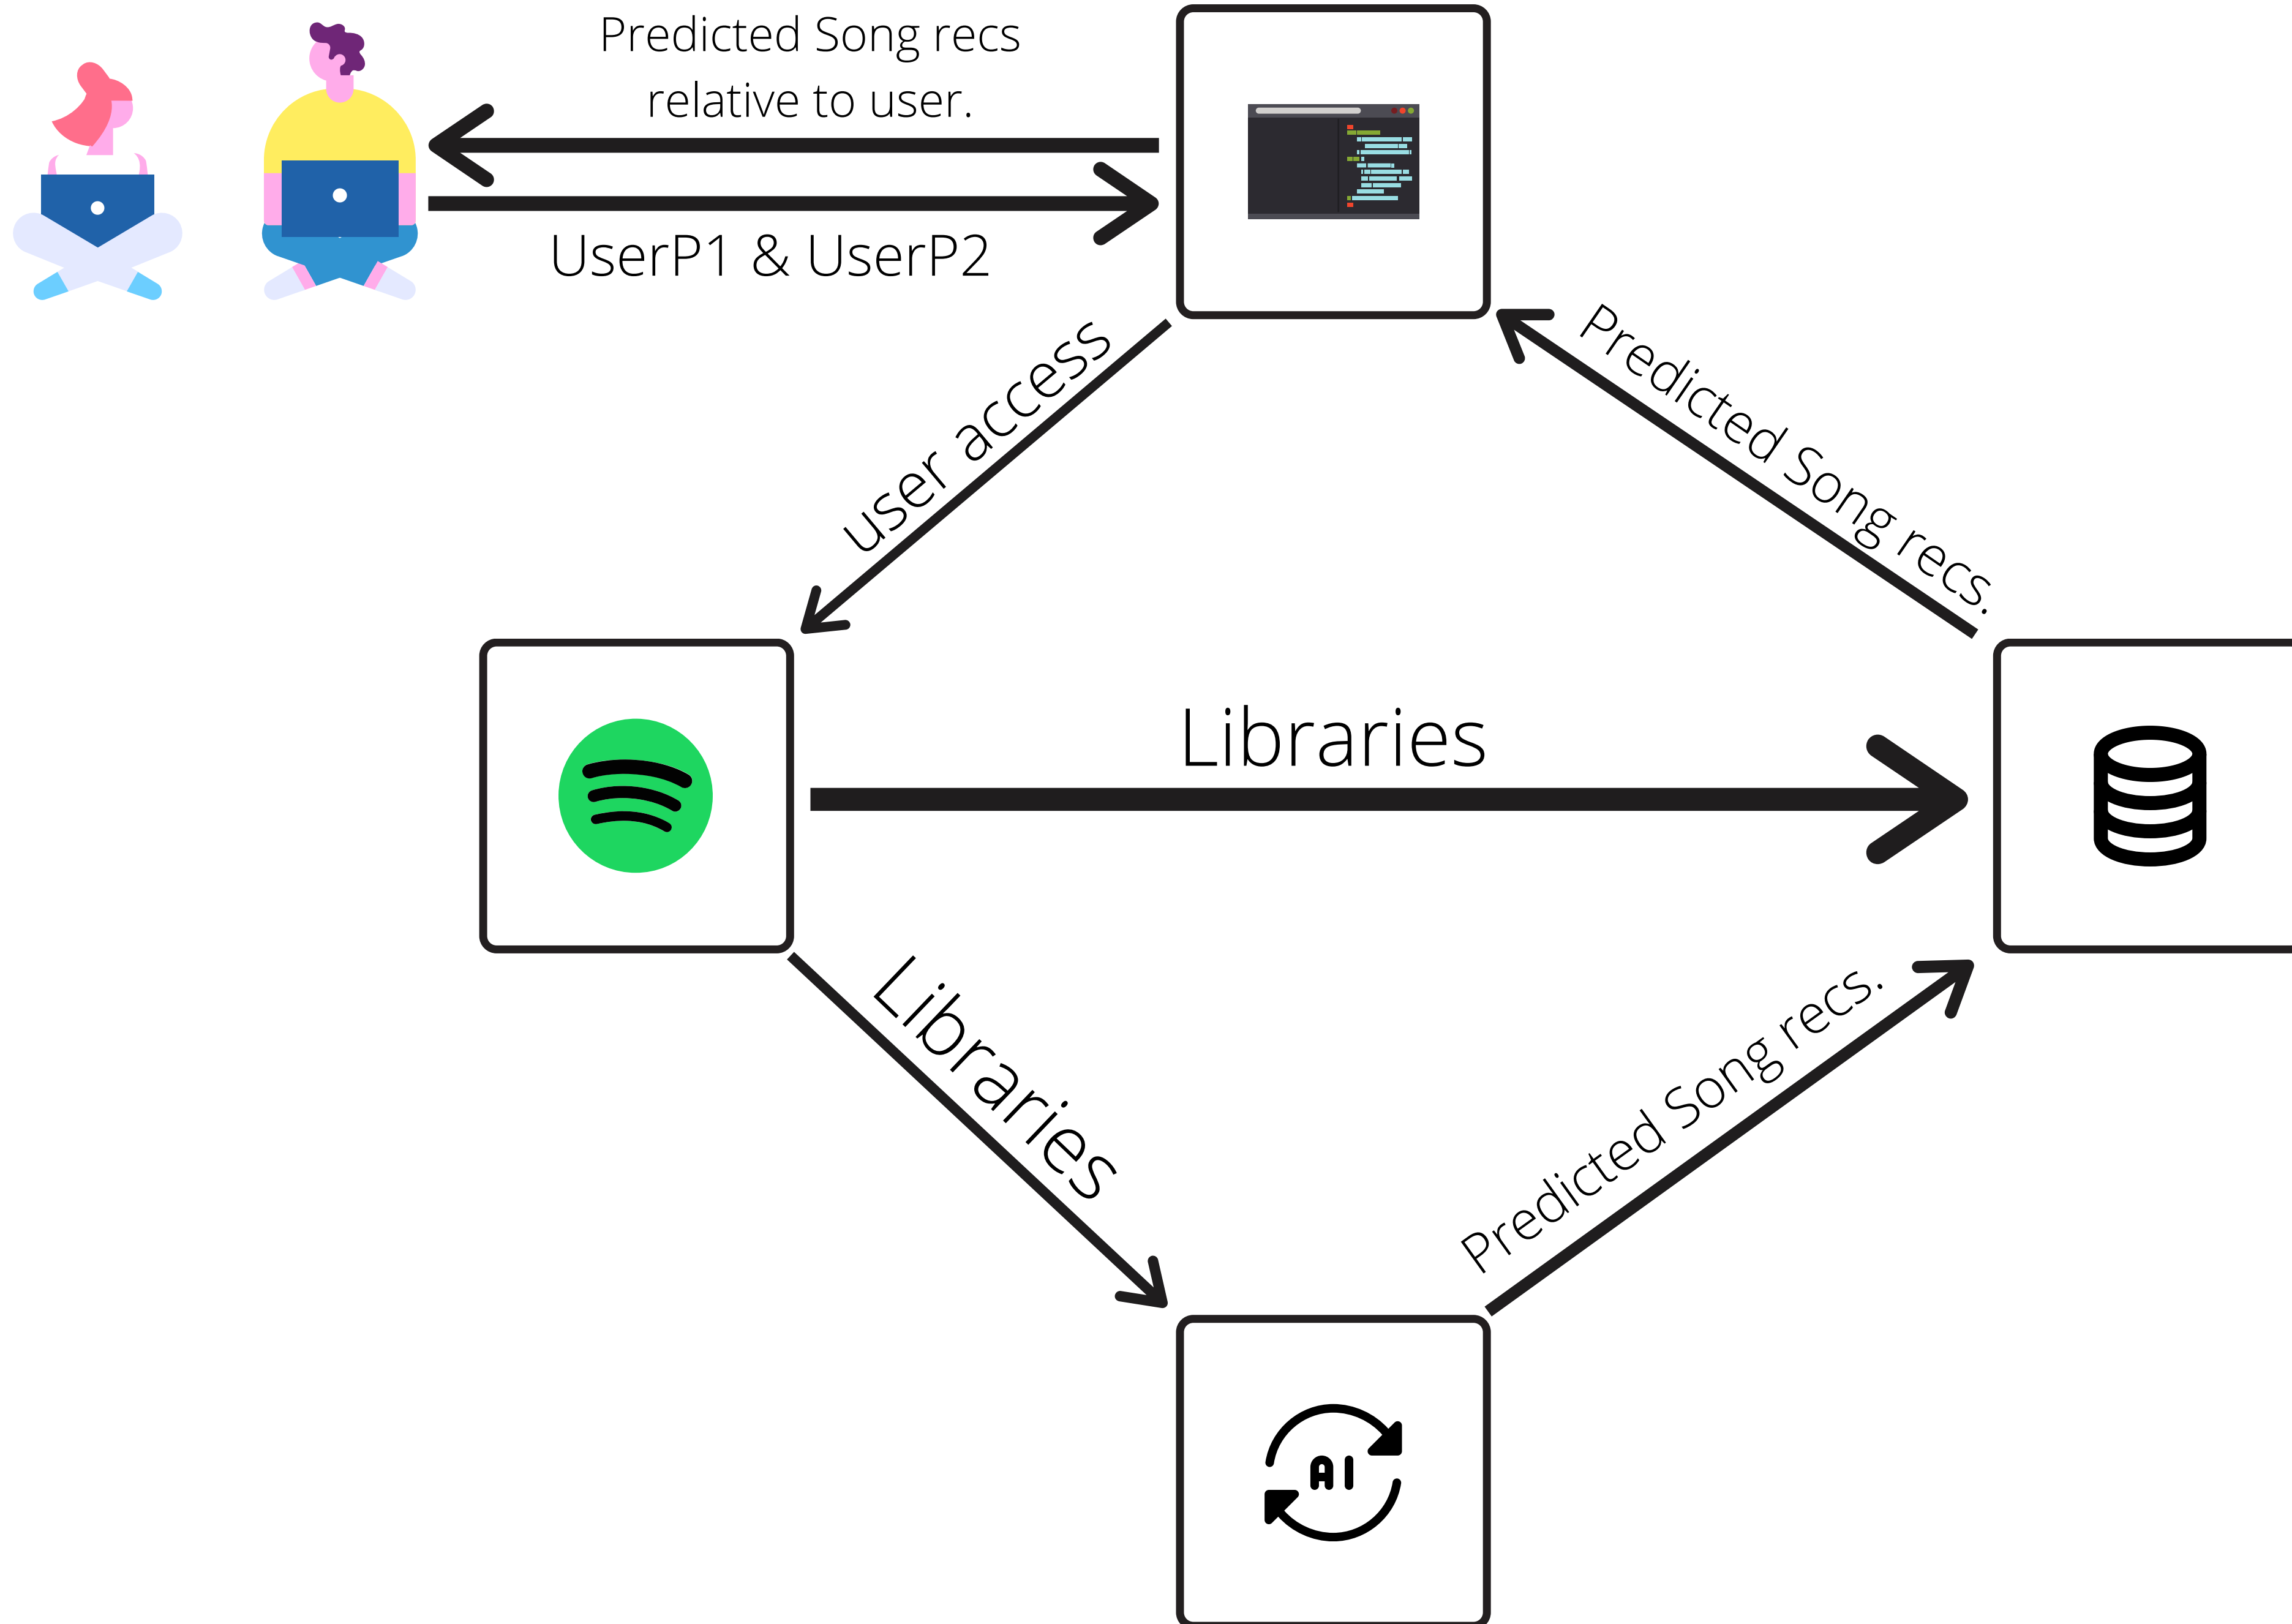 Predicted Song recs
relative to user.
UserP1 & UserP2
user access
Predicted Song recs.
Libraries
Libraries
Predicted Song recs.
AI